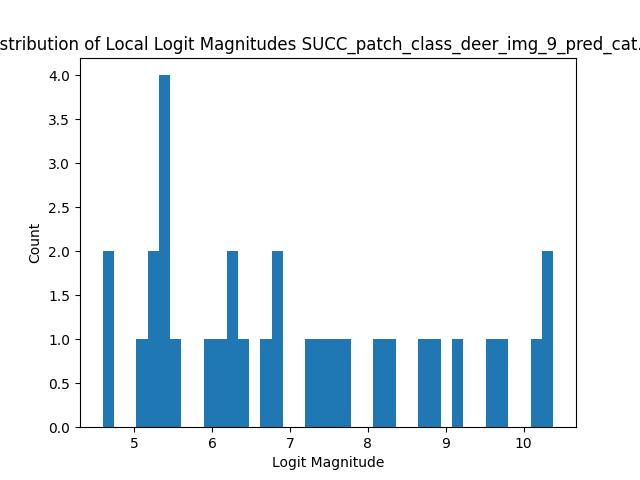 stribution of Local Logit Magnitudes SUCC_patch_class_deer_img_9_pred_cat.
4.0
3.5
3.0
2.5
2.0
1.5
1.0
0.5
0.0
Count
5 6 7 8 9 10
Logit Magnitude